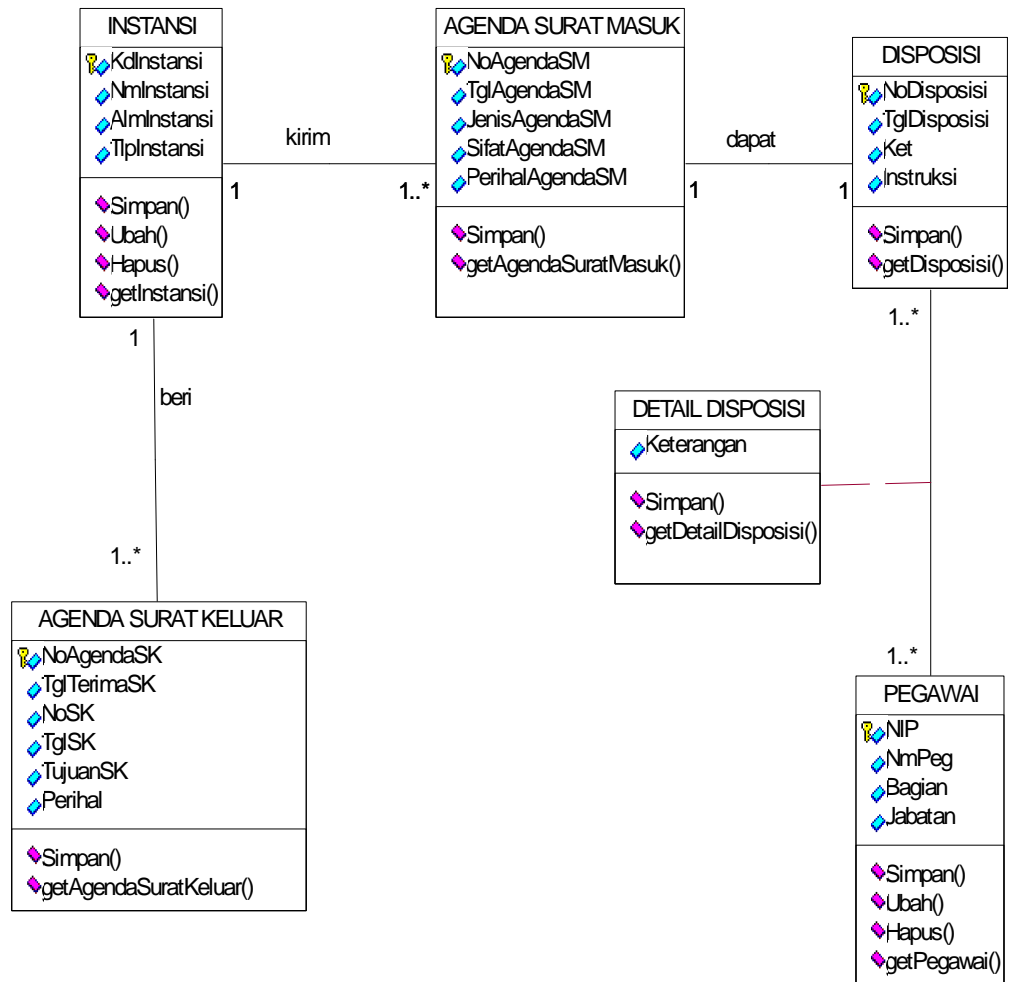 INSTANSI
KdInstansi
NmInstansi
AlmInstansi
TlpInstansi
Simpan()
Ubah()
Hapus()
getInstansi()
kirim
1
1..*
AGENDA SURAT MASUK
NoAgendaSM
TglAgendaSM
JenisAgendaSM
SifatAgendaSM
PerihalAgendaSM
Simpan()
getAgendaSuratMasuk()
dapat
1
1
DISPOSISI
NoDisposisi
TglDisposisi
Ket
Instruksi
Simpan()
getDisposisi()
1
beri
1..*
AGENDA SURAT KELUAR
NoAgendaSK
TglTerimaSK
NoSK
TglSK
TujuanSK
Perihal
Simpan()
getAgendaSuratKeluar()
1..*
DETAIL DISPOSISI
Keterangan
Simpan()
getDetailDisposisi()
1..*
PEGAWAI
NIP
NmPeg
Bagian
Jabatan
Simpan()
Ubah()
Hapus()
getPegawai()